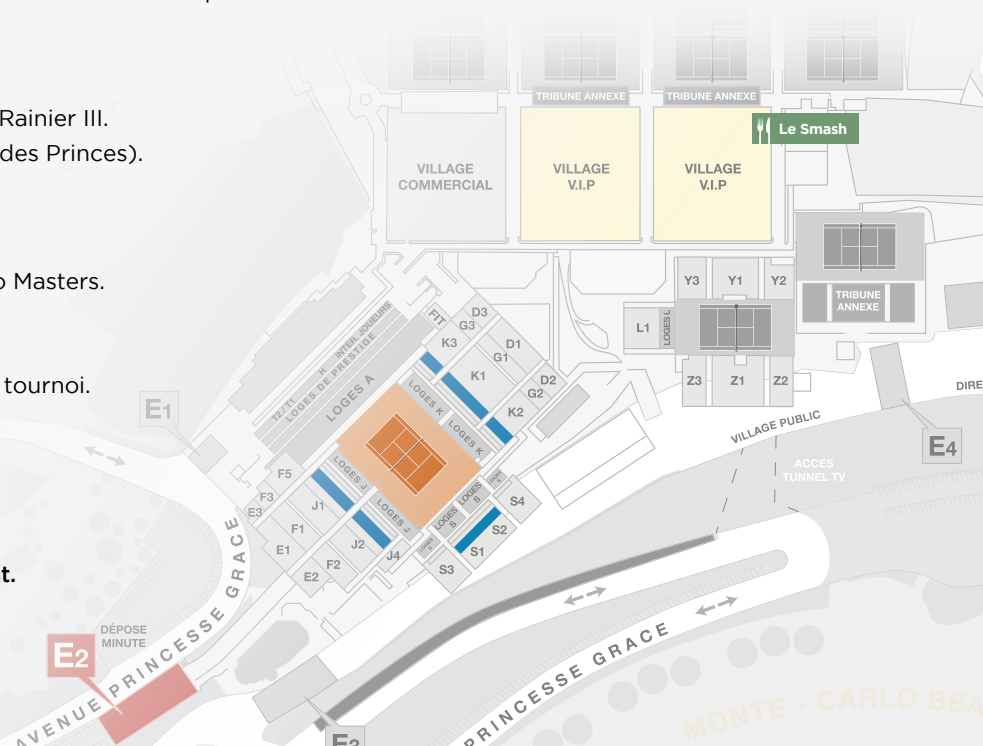 Rainier III.
des Princes).
Masters.
tournoi.
t.
TRIBUNE ANNEXE
TRIBUNE ANNEXE
Le Smash
VILLAGE
COMMERCIAL
VILLAGE
V.I.P
VILLAGE
V.I.P
Y3
Y1
Y2
TRIBUNE
ANNEXE
L1
LOGES L
Z3
Z1
Z2
DIRE
VILLAGE PUBLIC
E4
ACCES
TUNNEL TV
H INTER. JOUEURS
T2 / T1 LOGES DE PRESTIGE
LOGES A
FIT
D3
G3
K3
D1
G1
K1
D2
G2
K2
LOGES K
LOGES K
E1
F5
LOGES J
LOGES J
LOGES S
LOGES S
LOGES S
LOGES S
S4
F3
E3
J1
F1
E1
J2
F2
E2
J4
S2
S1
S3
AVENUE PRINCESSE GRACE
DÉPOSE
MINUTE
E2
PRINCESSE GRACE
MONTE - CARLO BEA